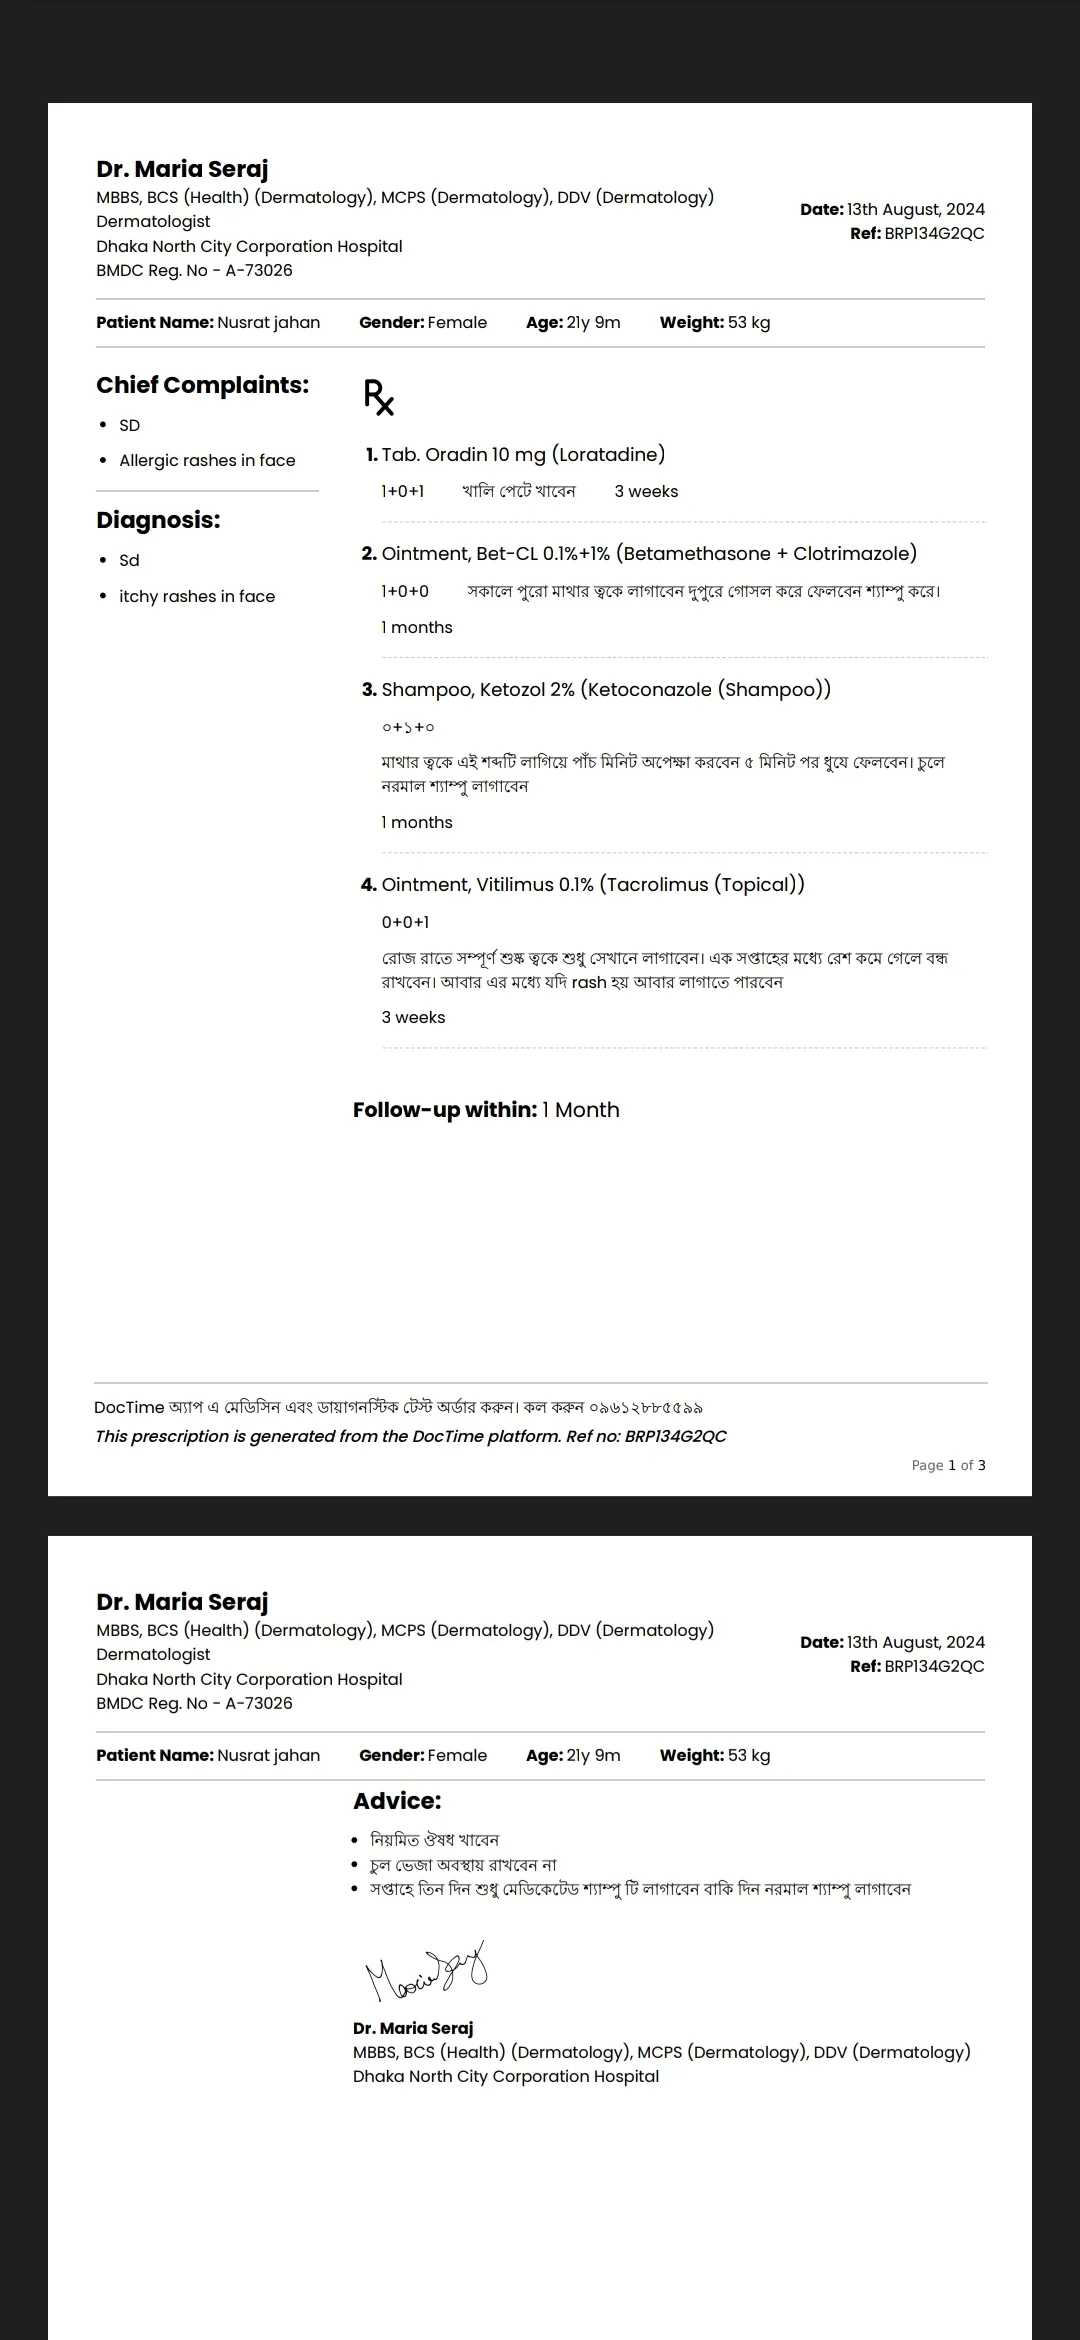 Dr. Maria Seraj
MBBS, BCS (Health) (Dermatology), MCPS (Dermatology), DDV (Dermatology)
Dermatologist
Dhaka North City Corporation Hospital
BMDC Reg. No - A-73026
Date: 13th August, 2024
Ref: BRP134G2QC
Patient Name: Nusrat jahan Gender: Female Age: 21y 9m Weight: 53 kg
Chief Complaints:
• SD
• Allergic rashes in face
Diagnosis:
• Sd
• itchy rashes in face
Rx
1. Tab. Oradin 10 mg (Loratadine)
1+0+1 খালি পেটে খাবেন 3 weeks
2. Ointment, Bet-CL 0.1%+1% (Betamethasone + Clotrimazole)
1+0+0 সকালে পুরো মাথার ত্বকে লাগাবেন দুপুরে গোসল করে ফেলবেন শ্যাম্পু করে।
1 months
3. Shampoo, Ketozol 2% (Ketoconazole (Shampoo))
০+১+০
মাথার ত্বকে এই শব্দটি লাগিয়ে পাঁচ মিনিট অপেক্ষা করবেন ৫ মিনিট পর ধুযে ফেলবেন। চুলে
নরমাল শ্যাম্পু লাগাবেন
1 months
4. Ointment, Vitilimus 0.1% (Tacrolimus (Topical))
0+0+1
রোজ রাতে সম্পূর্ণ শুষ্ক ত্বকে শুধু সেখানে লাগাবেন। এক সপ্তাহের মধ্যে রেশ কমে গেলে বন্ধ
রাখবেন। আবার এর মধ্যে যদি rash হয় আবার লাগাতে পারবেন
3 weeks
Follow-up within: 1 Month
DocTime অ্যাপ এ মেডিসিন এবং ডায়াগনস্টিক টেস্ট অর্ডার করুন। কল করুন ০৯৬১২৮৮৫৫৯৯
This prescription is generated from the DocTime platform. Ref no: BRP134G2QC
Page 1 of 3
Dr. Maria Seraj
MBBS, BCS (Health) (Dermatology), MCPS (Dermatology), DDV (Dermatology)
Dermatologist
Dhaka North City Corporation Hospital
BMDC Reg. No - A-73026
Date: 13th August, 2024
Ref: BRP134G2QC
Patient Name: Nusrat jahan Gender: Female Age: 21y 9m Weight: 53 kg
Advice:
• নিয়মিত ঔষধ খাবেন
• চুল ভেজা অবস্থায় রাখবেন না
• সপ্তাহে তিন দিন শুধু মেডিকেটেড শ্যাম্পু টি লাগাবেন বাকি দিন নরমাল শ্যাম্পু লাগাবেন
Dr. Maria Seraj
MBBS, BCS (Health) (Dermatology), MCPS (Dermatology), DDV (Dermatology)
Dhaka North City Corporation Hospital